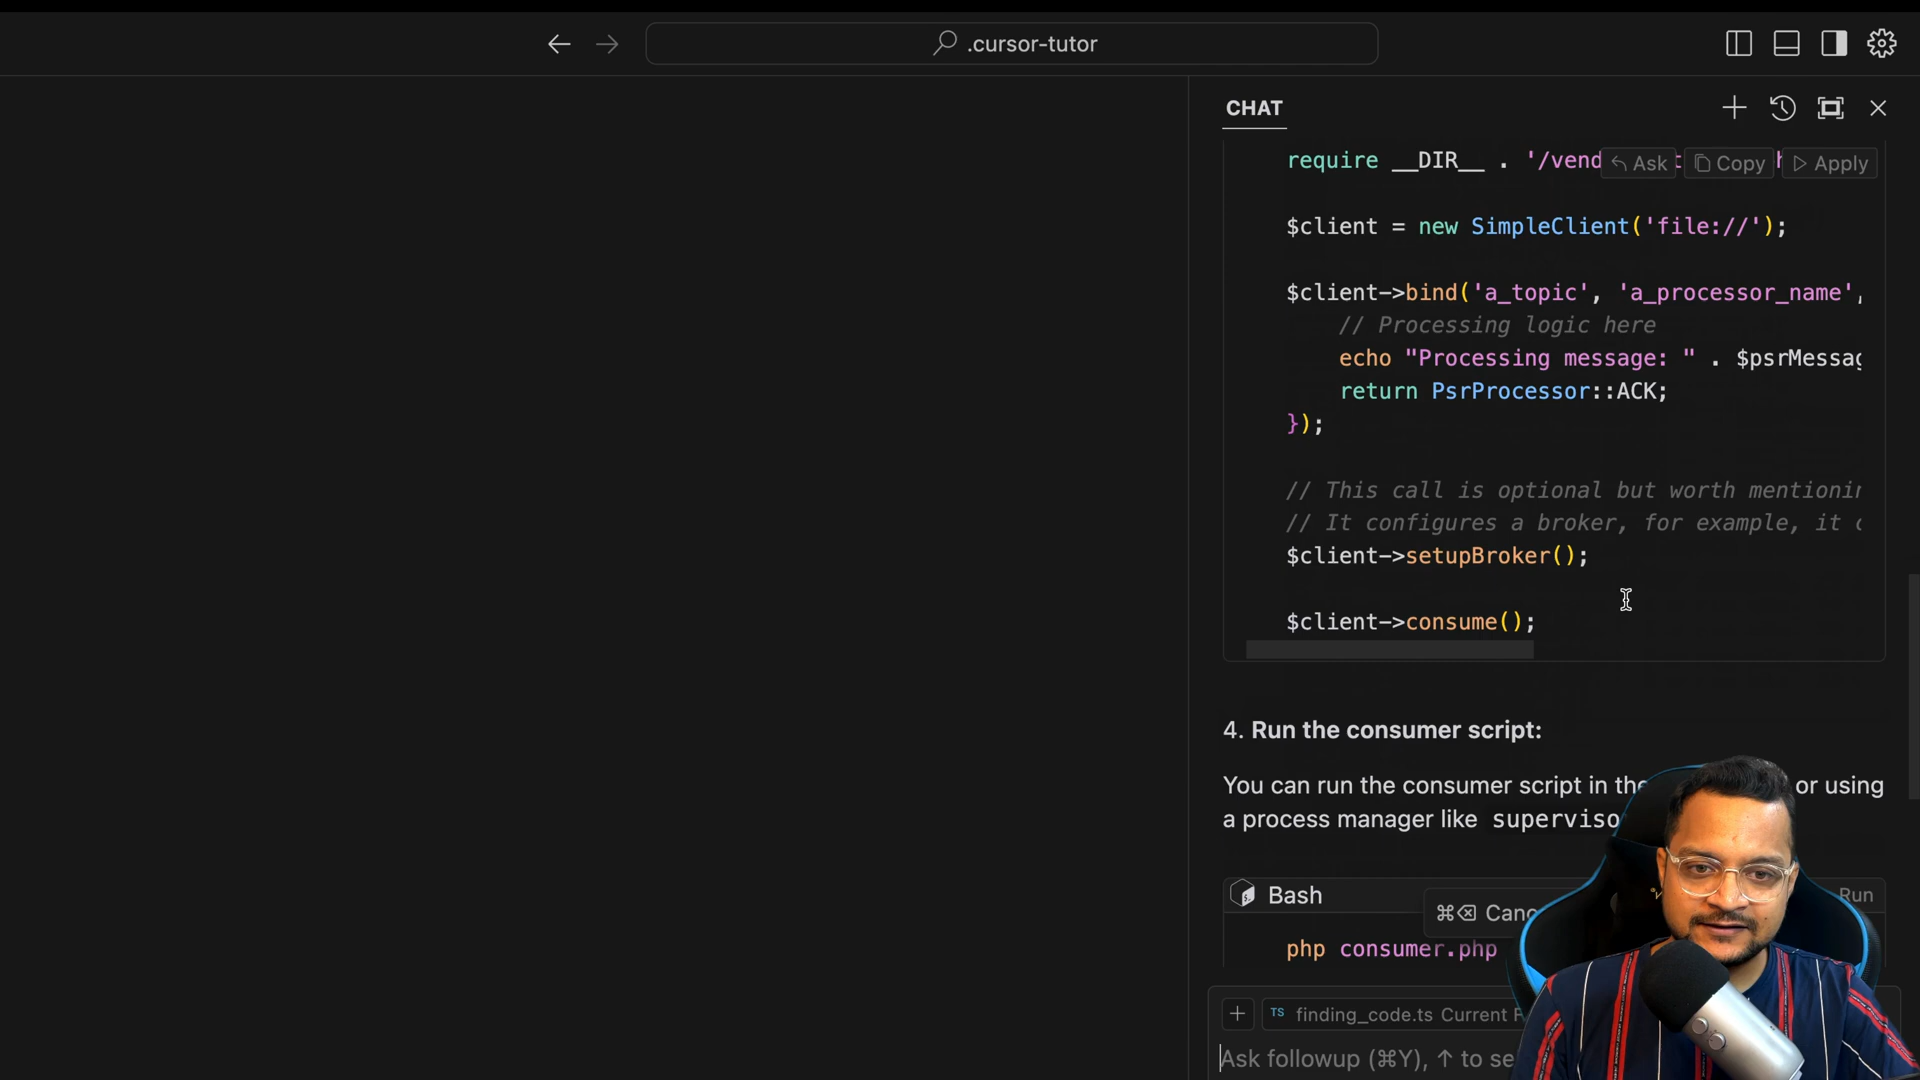 .cursor-tutor
CHAT
require __DIR__ . '/vend
Ask
Copy
Apply
$client = new SimpleClient('file://');
$client->bind('a_topic', 'a_processor_name',
// Processing logic here
echo "Processing message: " . $psrMessag
return PsrProcessor::ACK;
});
// This call is optional but worth mentionin
// It configures a broker, for example, it c
$client->setupBroker();
$client->consume();
4. Run the consumer script:
You can run the consumer script in the or using
a process manager like superviso
Bash
⌘⌫ Canc
Run
php consumer.php
TS finding_code.ts Current F
Ask followup (⌘Y), ↑ to se